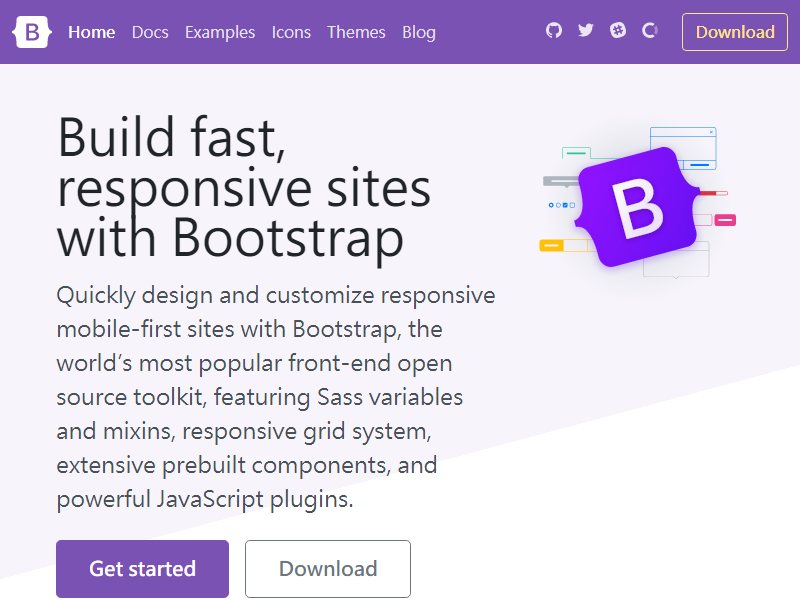 B Home Docs Examples Icons Themes Blog Download
Build fast,
responsive sites
with Bootstrap
B
Quickly design and customize responsive
mobile-first sites with Bootstrap, the
world’s most popular front-end open
source toolkit, featuring Sass variables
and mixins, responsive grid system,
extensive prebuilt components, and
powerful JavaScript plugins.
Get started Download